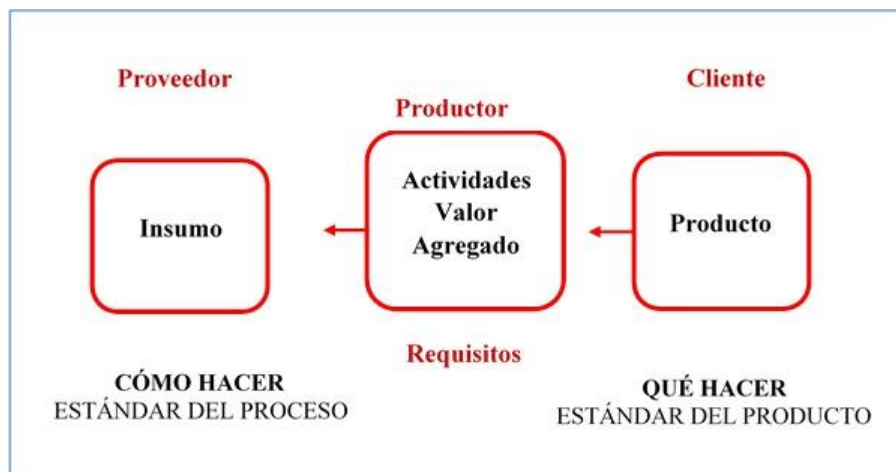 Proveedor
Productor
Cliente
Insumo
Actividades
Valor
Agregado
Producto
Requisitos
CÓMO HACER
ESTÁNDAR DEL PROCESO
QUÉ HACER
ESTÁNDAR DEL PRODUCTO